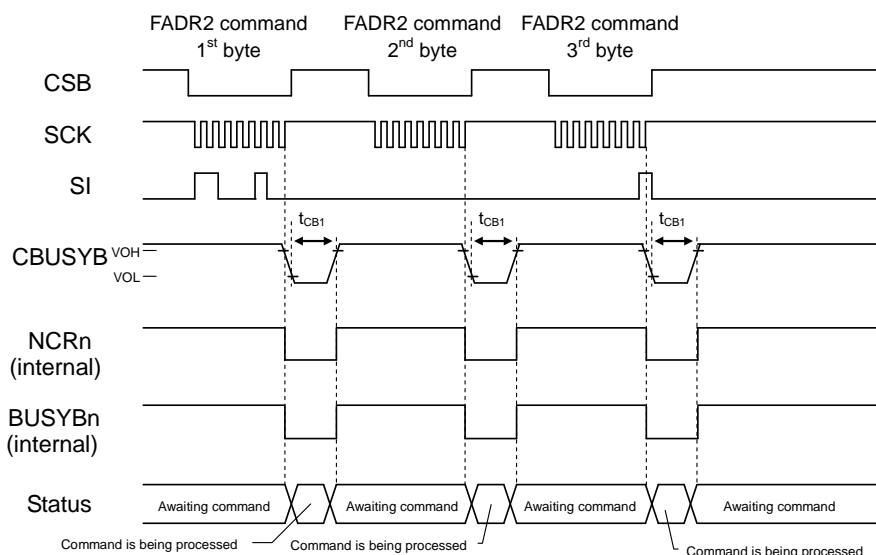 FADR2 command
1st byte
FADR2 command
2nd byte
FADR2 command
3rd byte
CSB
SCK
SI
tCB1
tCB1
tCB1
CBUSYB
VOH
VOL
NCRn
(internal)
BUSYBn
(internal)
Status
Awaiting command
Awaiting command
Awaiting command
Awaiting command
Command is being processed
Command is being processed
Command is being processed